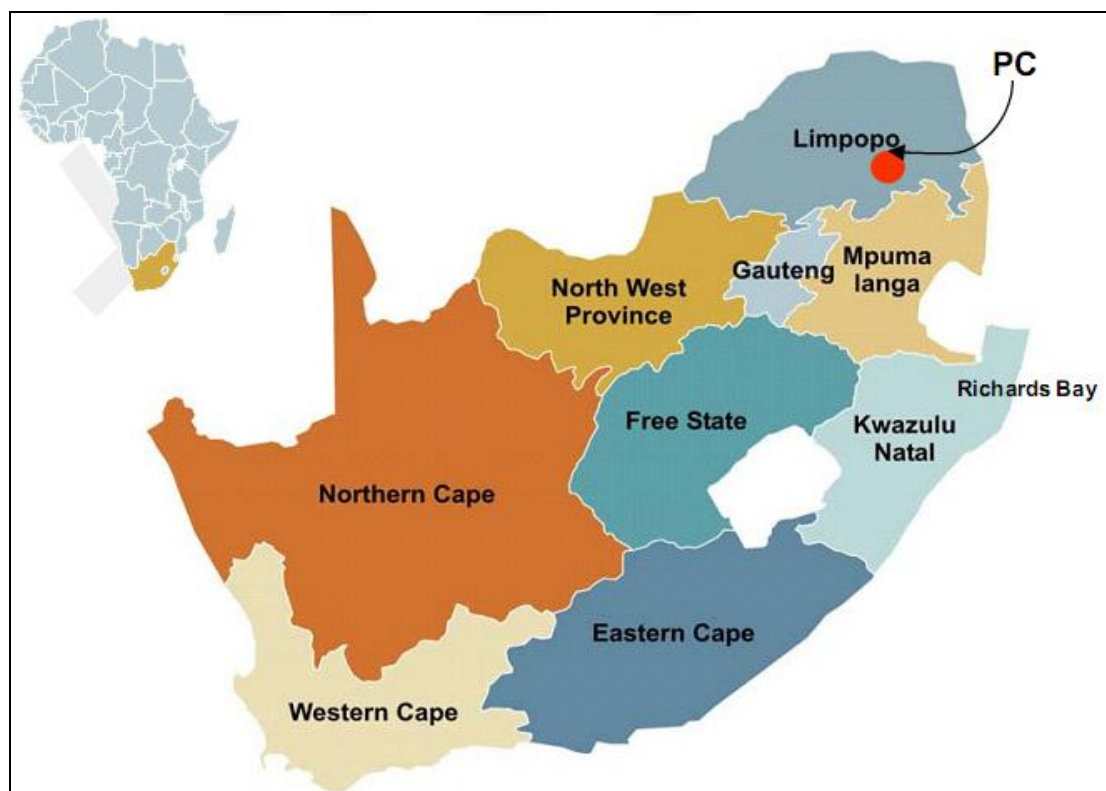 PC
Limpopo
Gauteng
Mpuma
langa
North West
Province
Richards Bay
Free State
Kwazulu
Natal
Northern Cape
Eastern Cape
Western Cape